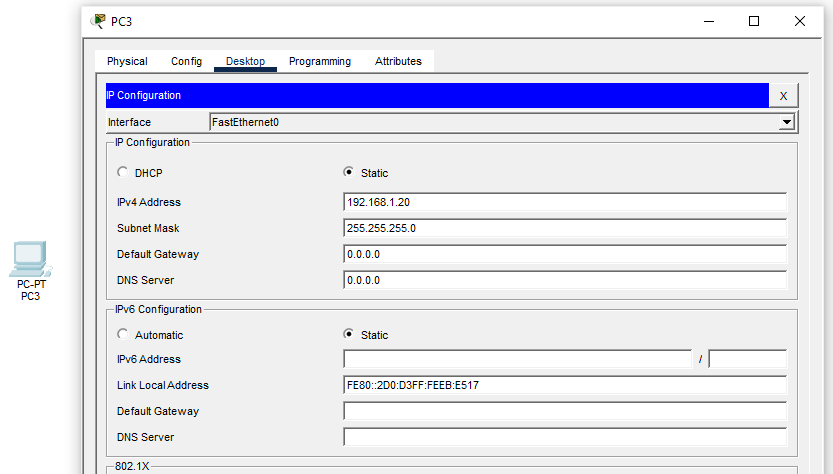 PC3
Physical Config Desktop Programming Attributes
IP Configuration X
Interface FastEthernet0
IP Configuration
DHCP Static
IPv4 Address 192.168.1.20
Subnet Mask 255.255.255.0
Default Gateway 0.0.0.0
DNS Server 0.0.0.0
PC-PT
PC3
IPv6 Configuration
Automatic Static
IPv6 Address /
Link Local Address FE80::2D0:D3FF:FEEB:E517
Default Gateway
DNS Server
802.1X